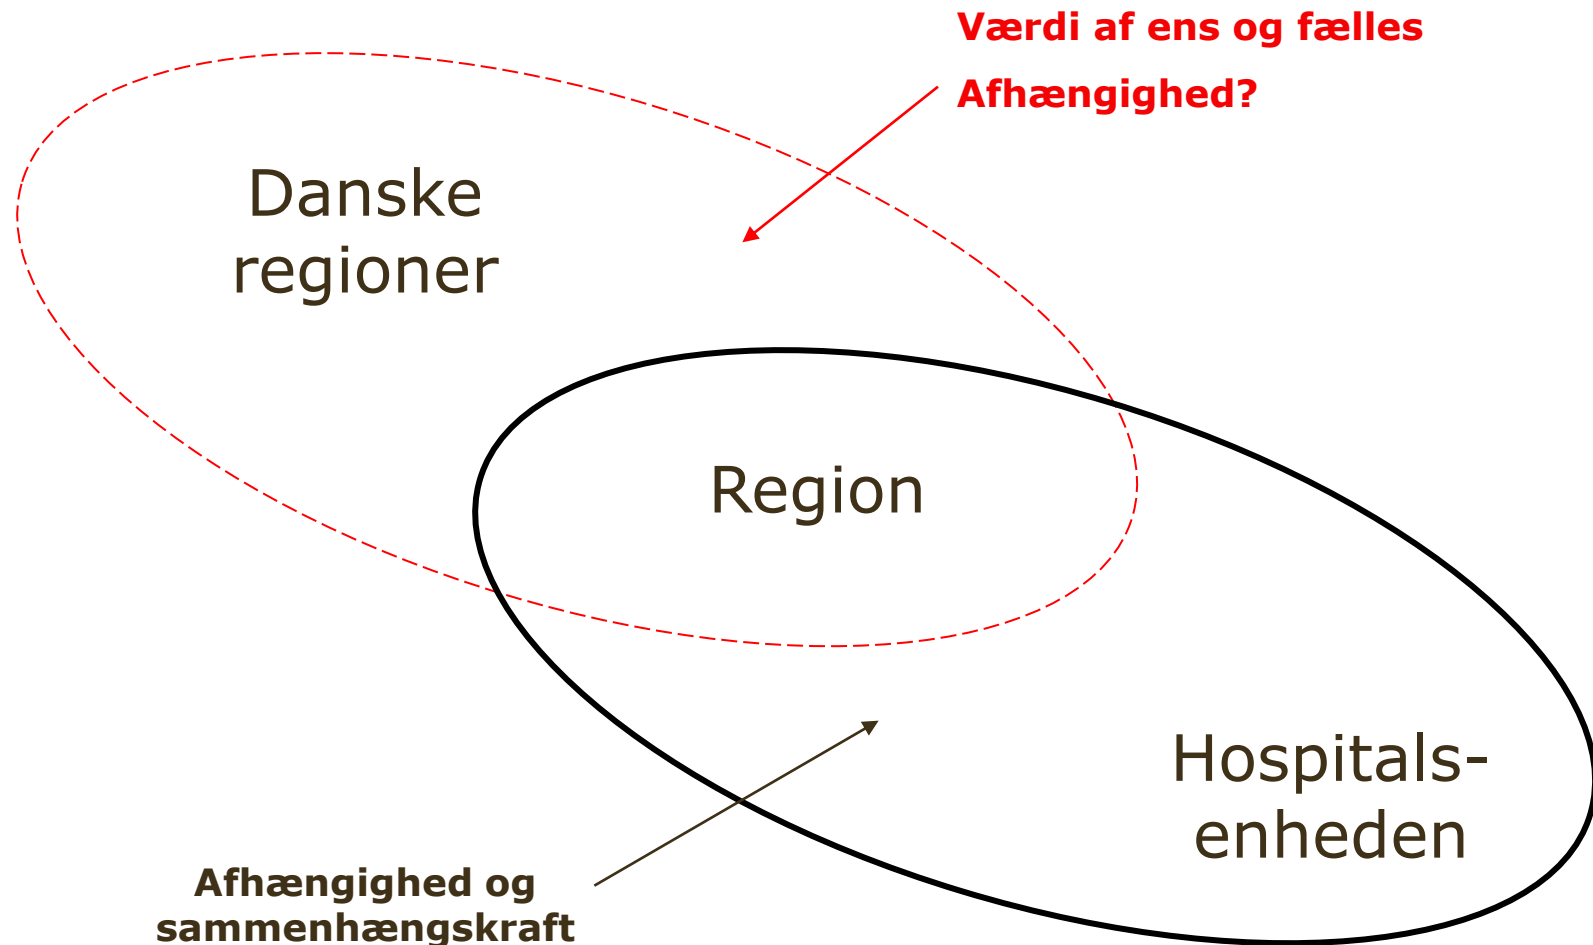 Værdi af ens og fælles
Afhængighed?
Danske
regioner
Region
Hospitals-
enheden
Afhængighed og
sammenhængskraft